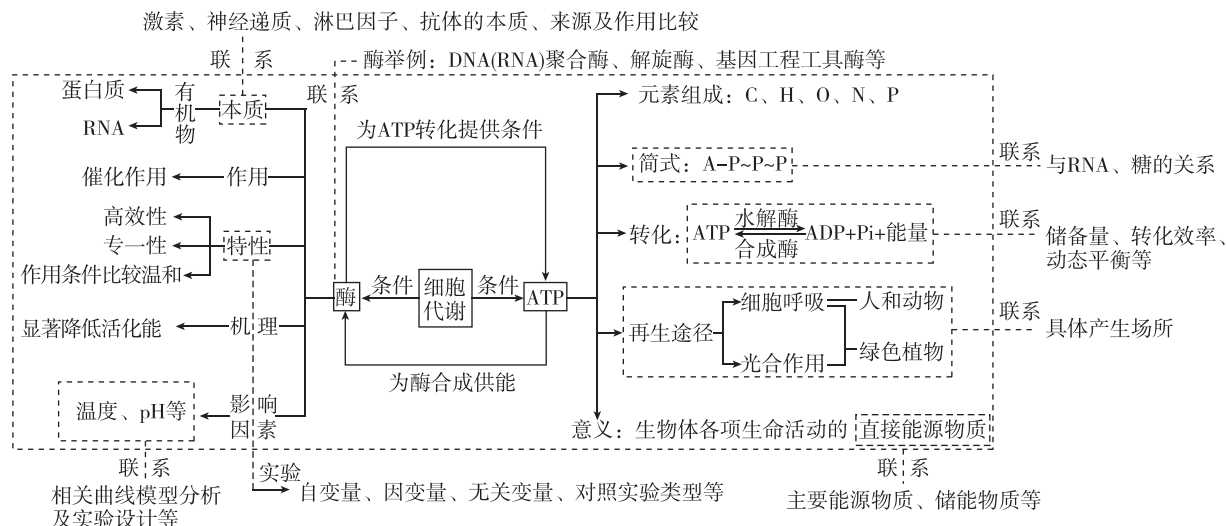 激素、神经递质、淋巴因子、抗体的本质、来源及作用比较
联系
酶举例：DNA(RNA)聚合酶、解旋酶、基因工程工具酶等
联系
蛋白质
RNA
有机物
本质
催化作用
作用
高效性
专一性
作用条件比较温和
特性
显著降低活化能
机理
温度、pH等
影响因素
为ATP转化提供条件
酶
条件
细胞代谢
条件
ATP
为酶合成供能
元素组成：C、H、O、N、P
简式：A-P~P~P
联系
与RNA、糖的关系
转化：ATP
水解酶
合成酶
ADP+Pi+能量
联系
储备量、转化效率、
动态平衡等
再生途径
细胞呼吸
人和动物
光合作用
绿色植物
联系
具体产生场所
意义：生物体各项生命活动的 直接能源物质
联系
相关曲线模型分析
及实验设计等
实验
自变量、因变量、无关变量、对照实验类型等
联系
主要能源物质、储能物质等